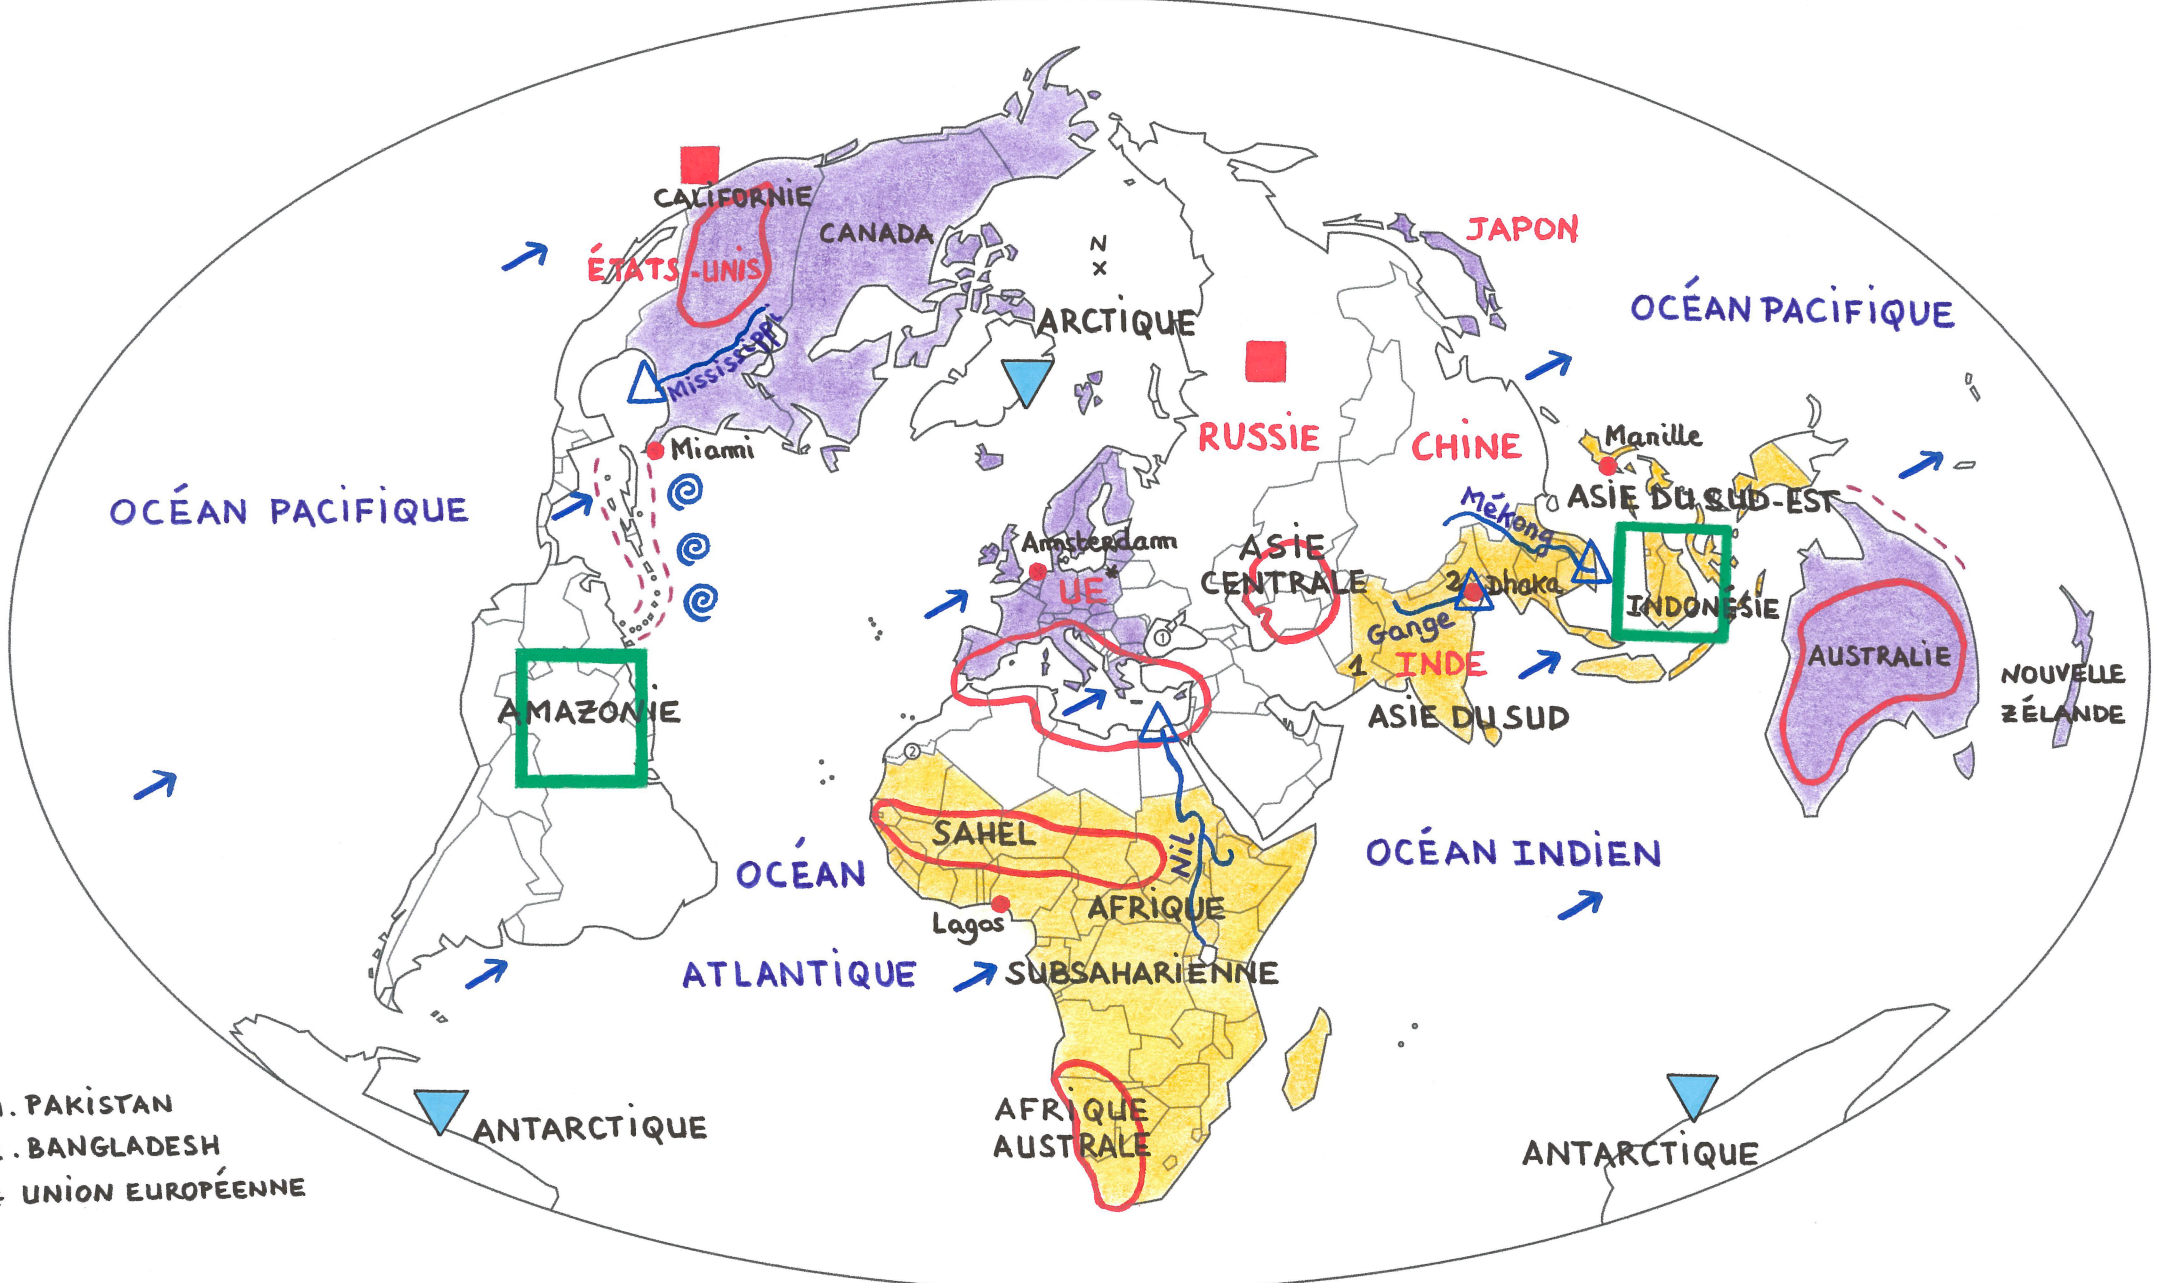 CALIFORNIE
CANADA
ÉTATS-UNIS
N
X
ARCTIQUE
JAPON
OCÉAN PACIFIQUE
Mississippi
Miami
RUSSIE
CHINE
Manille
ASIE DU SUD-EST
OCÉAN PACIFIQUE
Mékong
Amsterdam
UE*
ASIE
CENTRALE
2 Dhaka
INDONÉSIE
Gange
1 INDE
ASIE DU SUD
AUSTRALIE
NOUVELLE
ZÉLANDE
AMAZONIE
1
2
SAHEL
Nil
OCÉAN
ATLANTIQUE
OCÉAN INDIEN
Lagos
AFRIQUE
SUBSAHARIENNE
AFRIQUE
AUSTRALE
ANTARCTIQUE
ANTARCTIQUE
. PAKISTAN
. BANGLADESH
UNION EUROPÉENNE